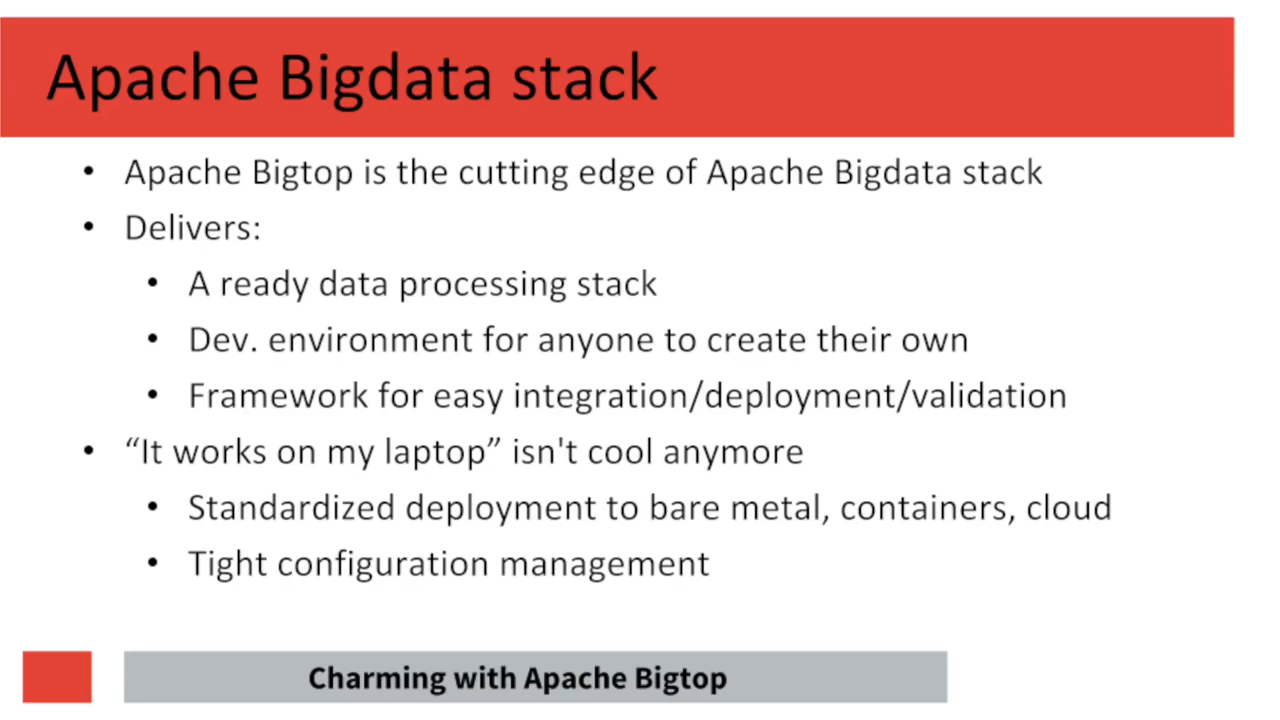 Apache Bigdata stack
• Apache Bigtop is the cutting edge of Apache Bigdata stack
• Delivers:
• A ready data processing stack
• Dev. environment for anyone to create their own
• Framework for easy integration/deployment/validation
• “It works on my laptop” isn't cool anymore
• Standardized deployment to bare metal, containers, cloud
• Tight configuration management
Charming with Apache Bigtop